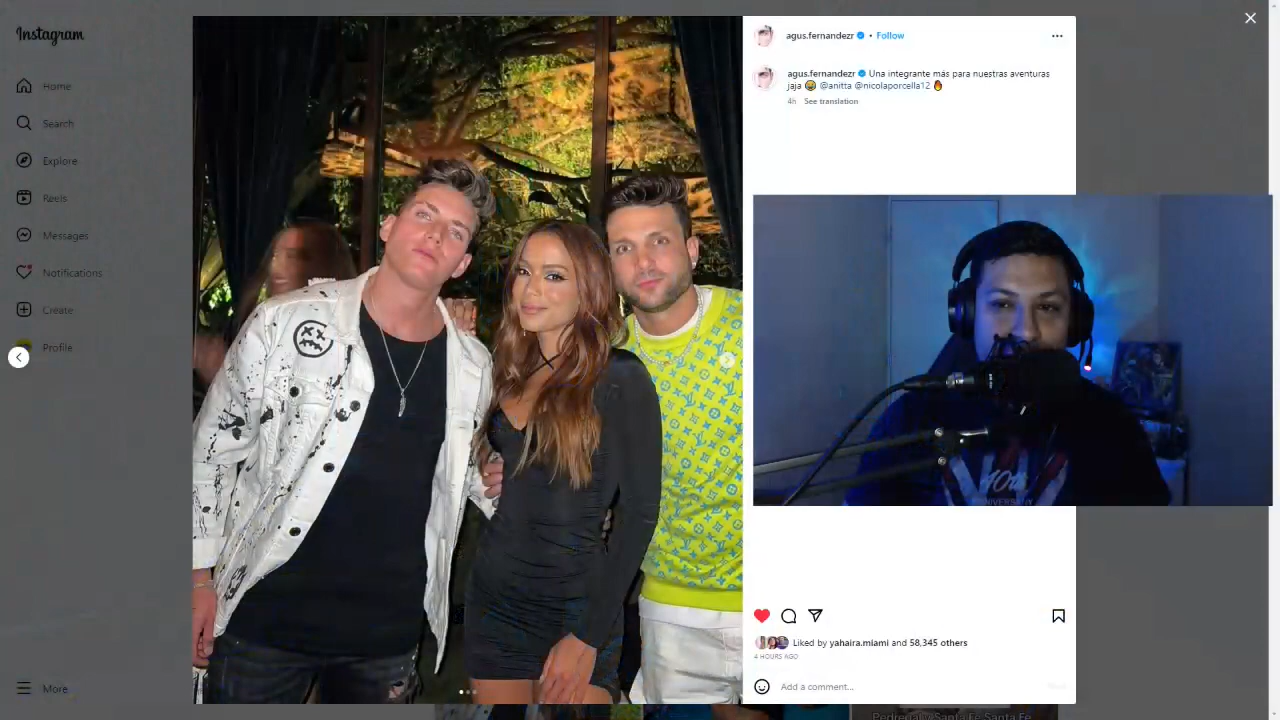 Instagram
Home
Search
Explore
Reels
Messages
Notifications
Create
Profile
More
agus.fernandezr • Follow
agus.fernandezr Una integrante más para nuestras aventuras
jaja @anitta @nicolaporcella12
4h See translation
40th
ANNIVERSARY
Liked by yahaira.miami and 58,345 others
4 HOURS AGO
Add a comment...